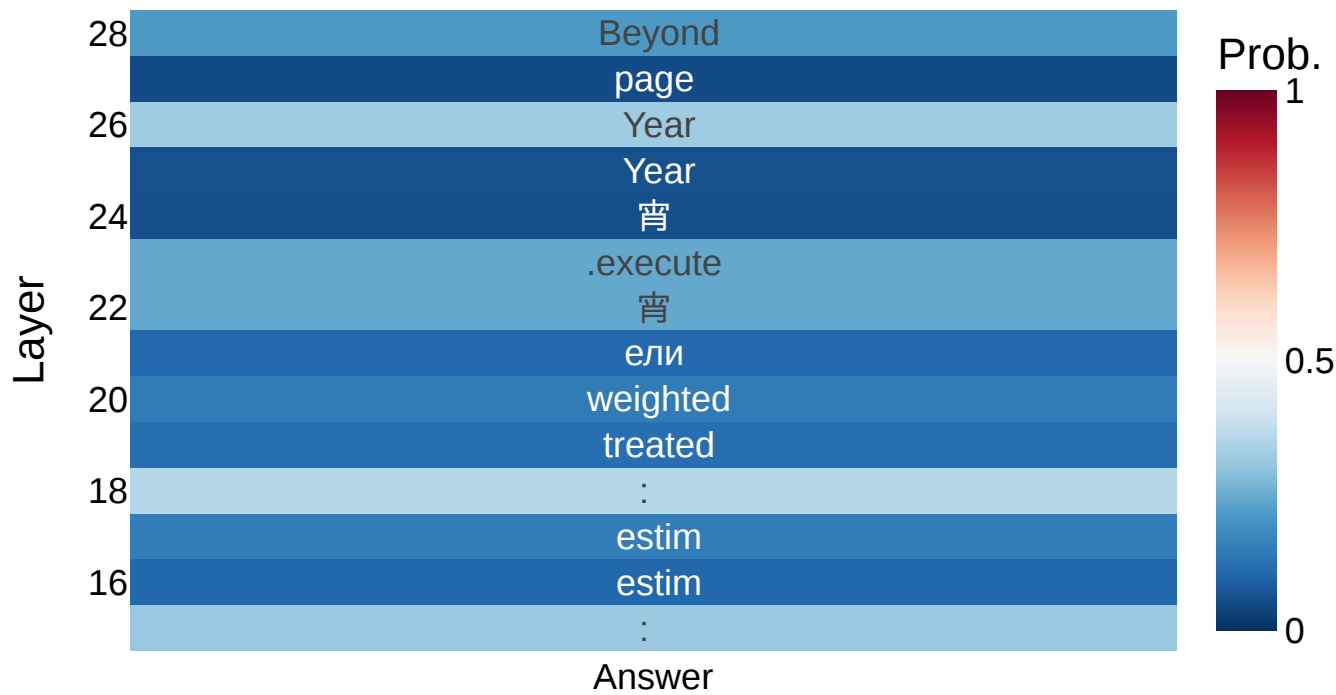 28
Beyond
page
26
Year
Year
24
宵
.execute
22
宵
ели
20
weighted
treated
18
:
estim
16
estim
:
Layer
Answer
Prob.
1
0.5
0